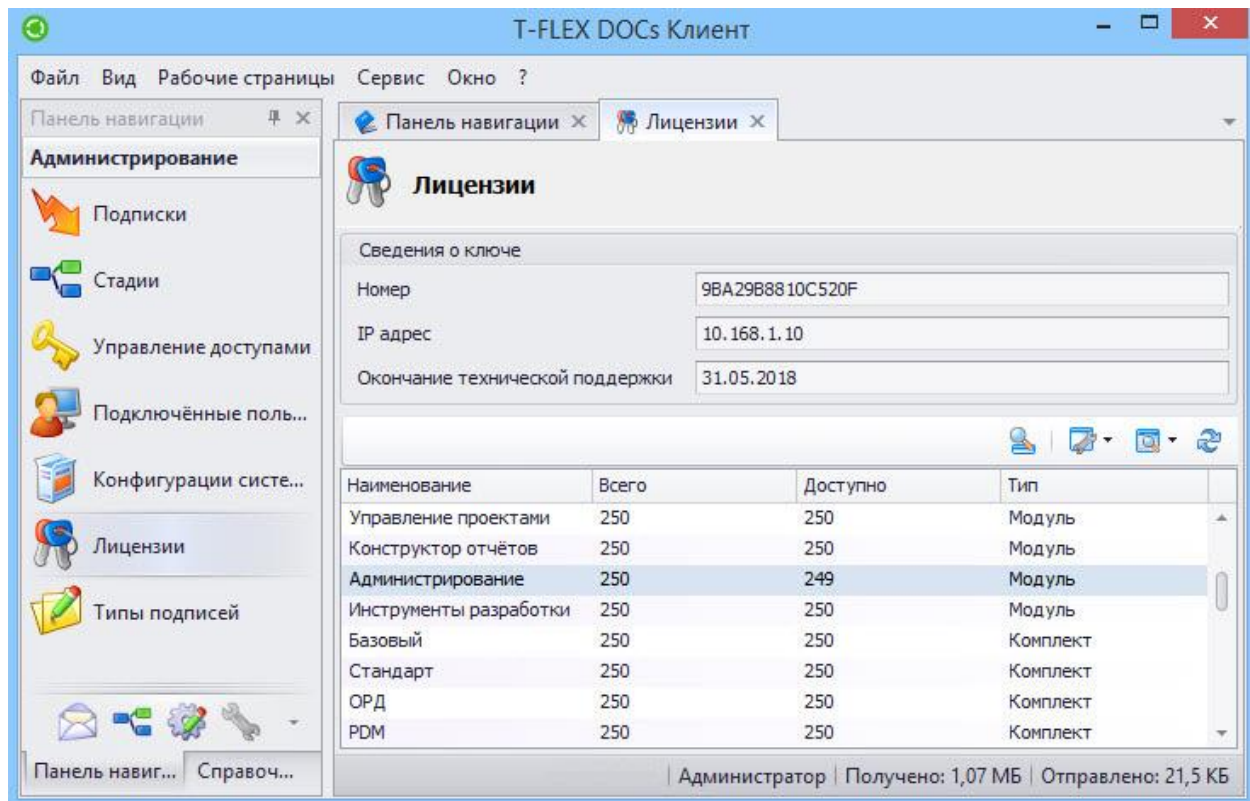 T-FLEX DOCs Клиент
Файл Вид Рабочие страницы Сервис Окно ?
Панель навигации
Администрирование
Подписки
Стадии
Управление доступами
Подключённые поль...
Конфигурации систе...
Лицензии
Типы подписей
Панель навиг... Справоч...
Панель навигации Лицензии
Лицензии
Сведения о ключе
Номер 9BA29B8810C520F
IP адрес 10.168.1.10
Окончание технической поддержки 31.05.2018
Наименование Всего Доступно Тип
Управление проектами 250 250 Модуль
Конструктор отчётов 250 250 Модуль
Администрирование 250 249 Модуль
Инструменты разработки 250 250 Модуль
Базовый 250 250 Комплект
Стандарт 250 250 Комплект
ОРД 250 250 Комплект
PDM 250 250 Комплект
Администратор Получено: 1,07 МБ Отправлено: 21,5 КБ